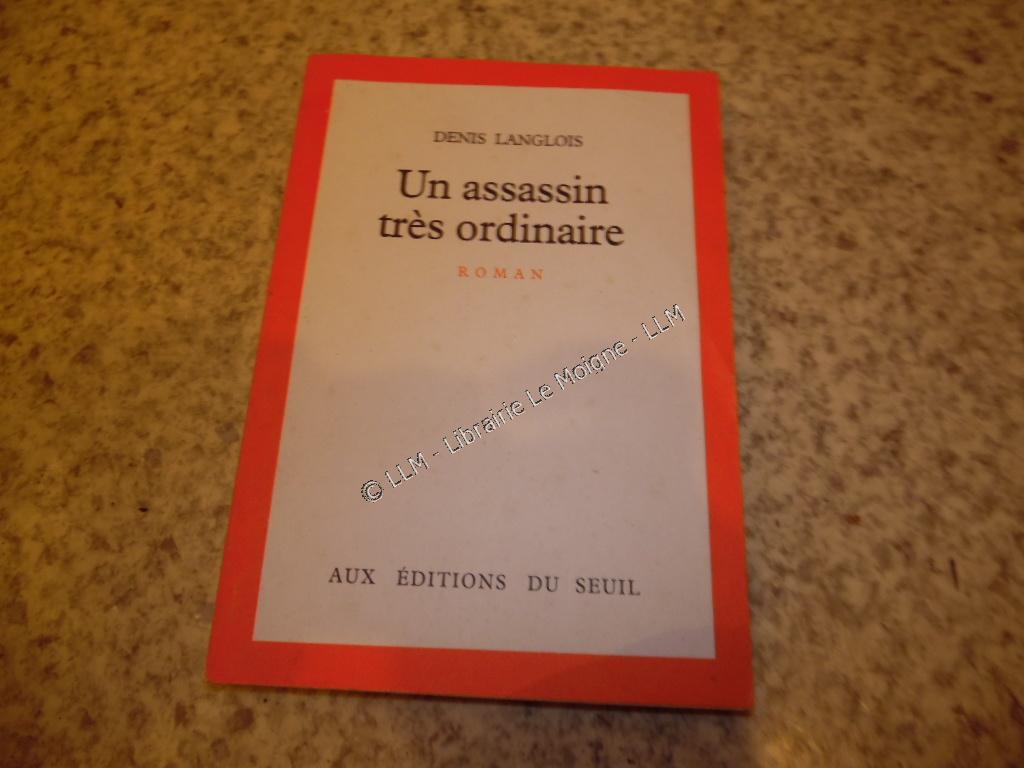 DENIS LANGLOIS
Un assassin
très ordinaire
ROMAN
© LLM - Librairie Le Moigne - LLM
AUX ÉDITIONS DU SEUIL